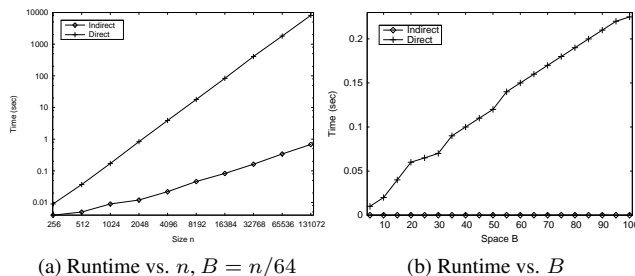 10000
1000
100
10
1
0.1
0.01
256 512 1024 2048 4096 8192 16384 32768 65536 131072
Time (sec)
Size n
Indirect
Direct
(a) Runtime vs. n, B = n/64
0.2
0.15
0.1
0.05
0
10 20 30 40 50 60 70 80 90 100
Time (sec)
Space B
Indirect
Direct
(b) Runtime vs. B